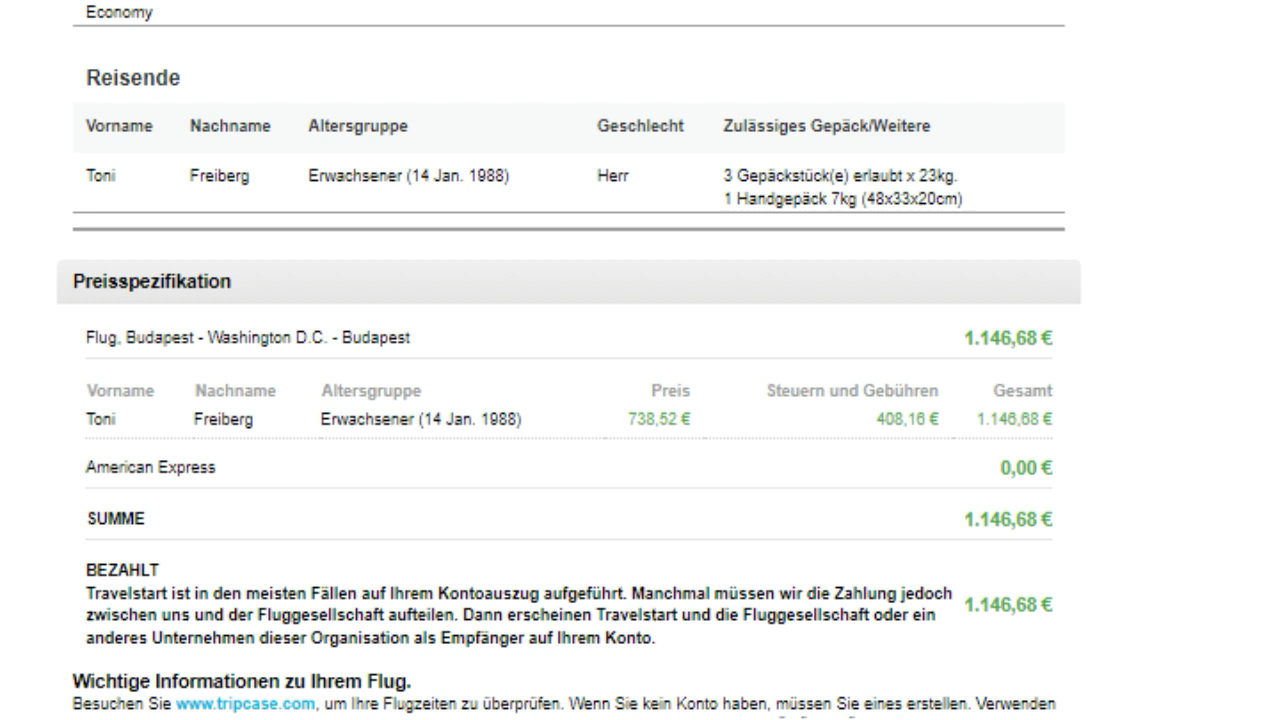 Economy
Reisende
Vorname Nachname Altersgruppe Geschlecht Zulässiges Gepäck/Weitere
Toni Freiberg Erwachsener (14 Jan. 1988) Herr 3 Gepäckstück(e) erlaubt x 23kg.
1 Handgepäck 7kg (48x33x20cm)
Preisspezifikation
Flug, Budapest - Washington D.C. - Budapest 1.146,68 €
Vorname Nachname Altersgruppe Preis Steuern und Gebühren Gesamt
Toni Freiberg Erwachsener (14 Jan. 1988) 738,52 € 408,16 € 1.146,68 €
American Express 0,00 €
SUMME 1.146,68 €
BEZAHLT
Travelstart ist in den meisten Fällen auf Ihrem Kontoauszug aufgeführt. Manchmal müssen wir die Zahlung jedoch
zwischen uns und der Fluggesellschaft aufteilen. Dann erscheinen Travelstart und die Fluggesellschaft oder ein 1.146,68 €
anderes Unternehmen dieser Organisation als Empfänger auf Ihrem Konto.
Wichtige Informationen zu Ihrem Flug.
Besuchen Sie www.tripcase.com, um Ihre Flugzeiten zu überprüfen. Wenn Sie kein Konto haben, müssen Sie eines erstellen. Verwenden